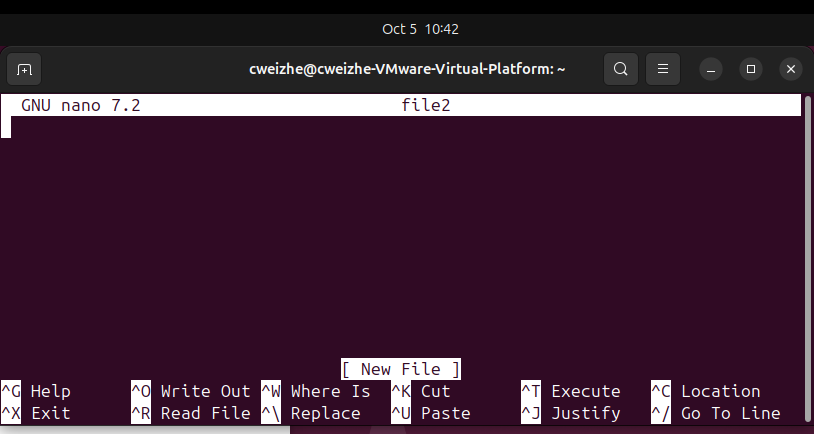 Oct 5 10:42
cweizhe@cweizhe-VMware-Virtual-Platform: ~
GNU nano 7.2 file2
[ New File ]
^G Help ^O Write Out ^W Where Is ^K Cut ^T Execute ^C Location
^X Exit ^R Read File ^\ Replace ^U Paste ^J Justify ^/ Go To Line